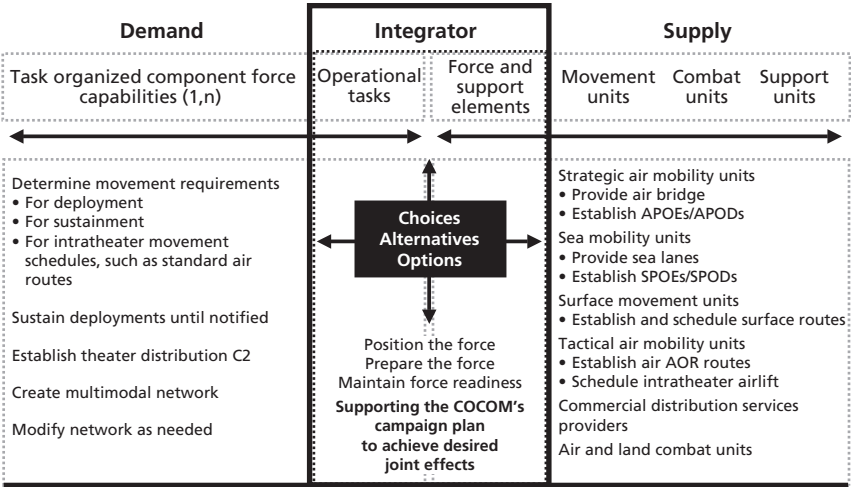 Demand
Integrator
Supply
Task organized component force
capabilities (1,n)
Operational
tasks
Force and
support
elements
Movement
units
Combat
units
Support
units
Determine movement requirements
• For deployment
• For sustainment
• For intratheater movement
schedules, such as standard air
routes
Sustain deployments until notified
Establish theater distribution C2
Create multimodal network
Modify network as needed
Choices
Alternatives
Options
Position the force
Prepare the force
Maintain force readiness
Supporting the COCOM’s
campaign plan
to achieve desired
joint effects
Strategic air mobility units
• Provide air bridge
• Establish APOEs/APODs
Sea mobility units
• Provide sea lanes
• Establish SPOEs/SPODs
Surface movement units
• Establish and schedule surface routes
Tactical air mobility units
• Establish air AOR routes
• Schedule intratheater airlift
Commercial distribution services
providers
Air and land combat units